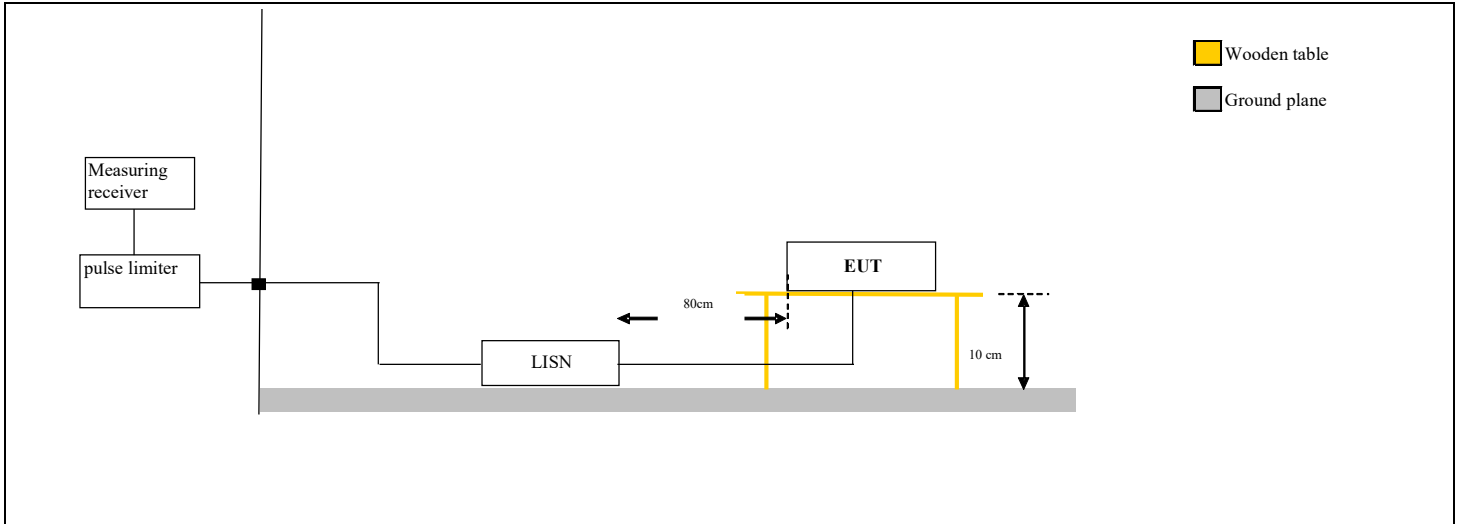 Wooden table
Ground plane
Measuring
receiver
pulse limiter
EUT
80cm
LISN
10 cm